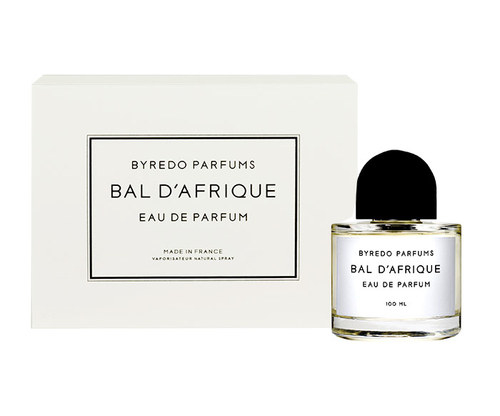 BYREDO PARFUMS
BAL D'AFRIQUE
EAU DE PARFUM
MADE IN FRANCE
VAPORISATEUR NATURAL SPRAY
BYREDO PARFUMS
BAL D'AFRIQUE
EAU DE PARFUM
100 ML